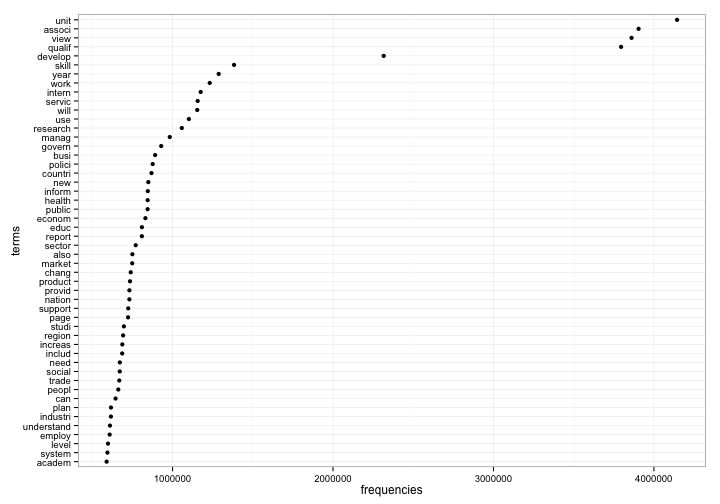 unit
associ
view
qualif
develop
skill
year
work
intern
servic
will
use
research
manag
govern
busi
polici
countri
new
inform
health
public
econom
educ
report
sector
also
market
chang
product
provid
nation
support
page
studi
region
increas
includ
need
social
trade
peopl
can
plan
industri
understand
employ
level
system
academ
terms
1000000 2000000 3000000 4000000
frequencies